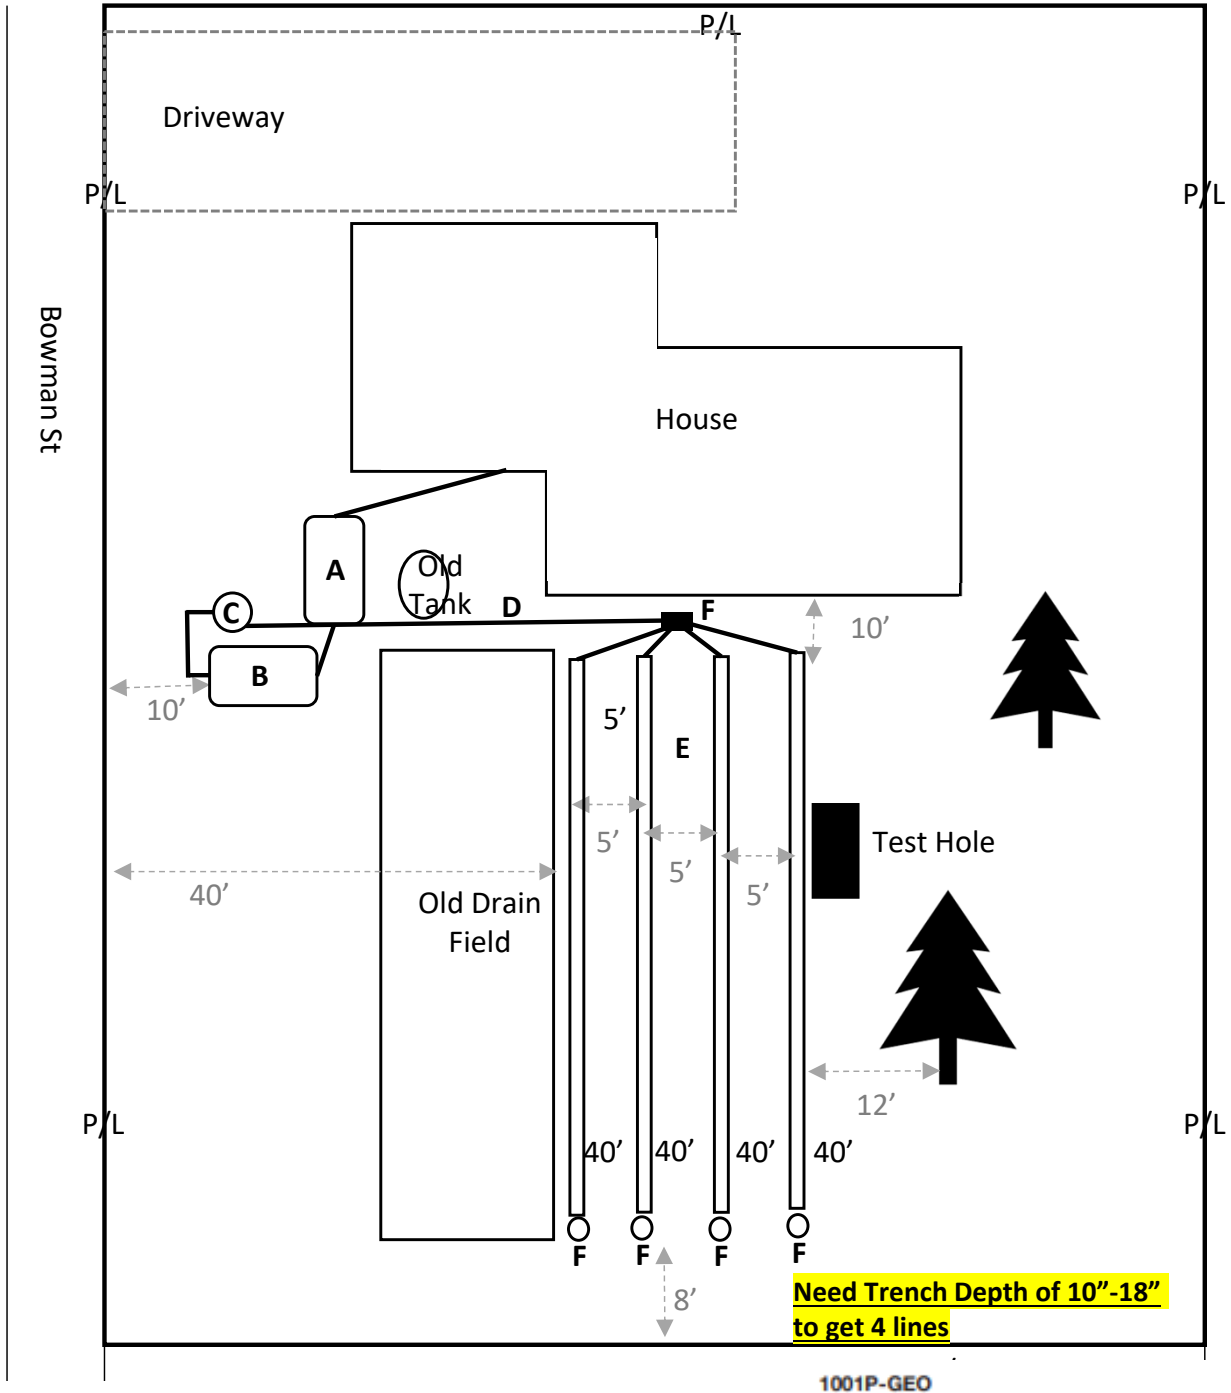 P/L
Driveway
P/L
P/L
Bowman St
House
A
Old
Tank
C
D
F
10’
B
10’
5’
E
5’
5’
5’
Test Hole
40’
Old Drain
Field
12’
P/L
P/L
40’
40’
40’
40’
F
F
F
F
8’
Need Trench Depth of 10”-18”
to get 4 lines
1001P-GEO